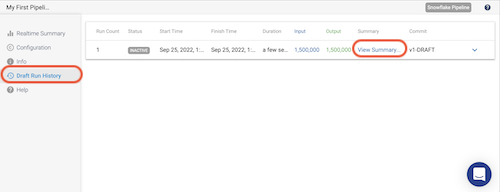 My First Pipeli...
Snowflake Pipeline
Realtime Summary
Configuration
Info
Draft Run History
Help
Run Count Status Start Time Finish Time Duration Input Output Summary Commit
1 INACTIVE Sep 25, 2022, 1:... Sep 25, 2022, 1:... a few se... 1,500,000 1,500,000 View Summary... v1-DRAFT